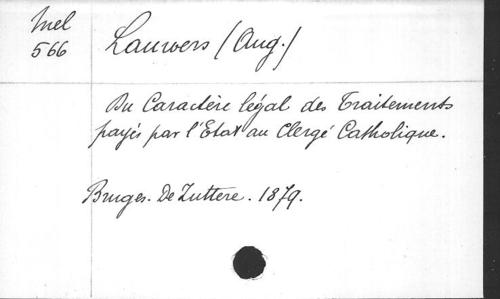 Mel
566
Lauwers (Aug.)
Du Caractère légal des Traitements
payés par l'Etat au Clergé Catholique.
Bruges. De Zuttere. 1879.